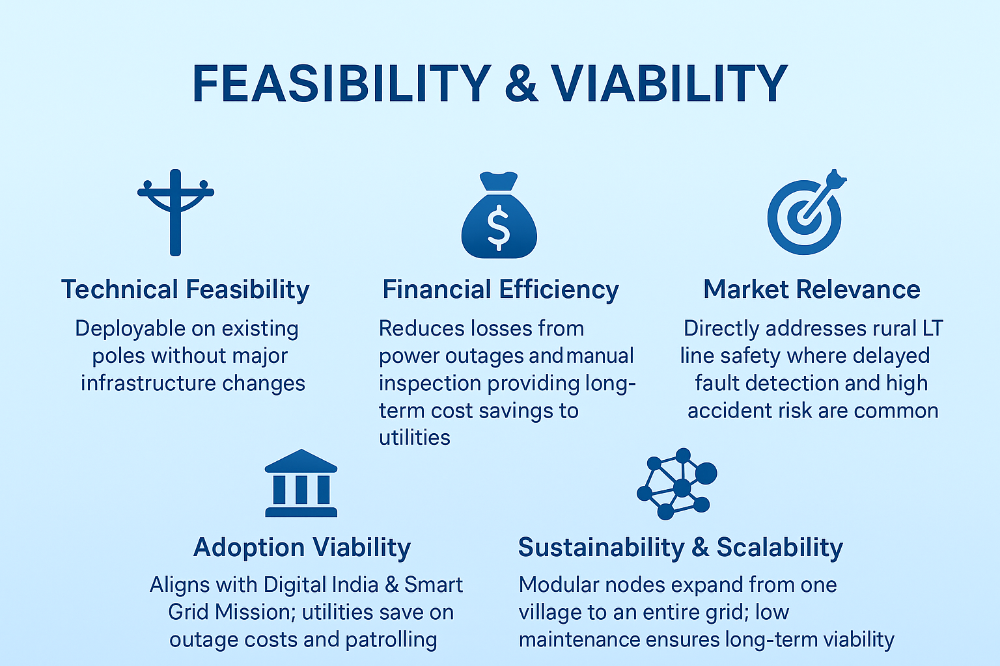 FEASIBILITY & VIABILITY
$
Technical Feasibility
Deployable on existing
poles without major
infrastructure changes
Financial Efficiency
Reduces losses from
power outages and manual
inspection providing long-
term cost savings to
utilities
Market Relevance
Directly addresses rural LT
line safety where delayed
fault detection and high
accident risk are common
Adoption Viability
Aligns with Digital India & Smart
Grid Mission; utilities save on
outage costs and patrolling
Sustainability & Scalability
Modular nodes expand from one
village to an entire grid; low
maintenance ensures long-term viability